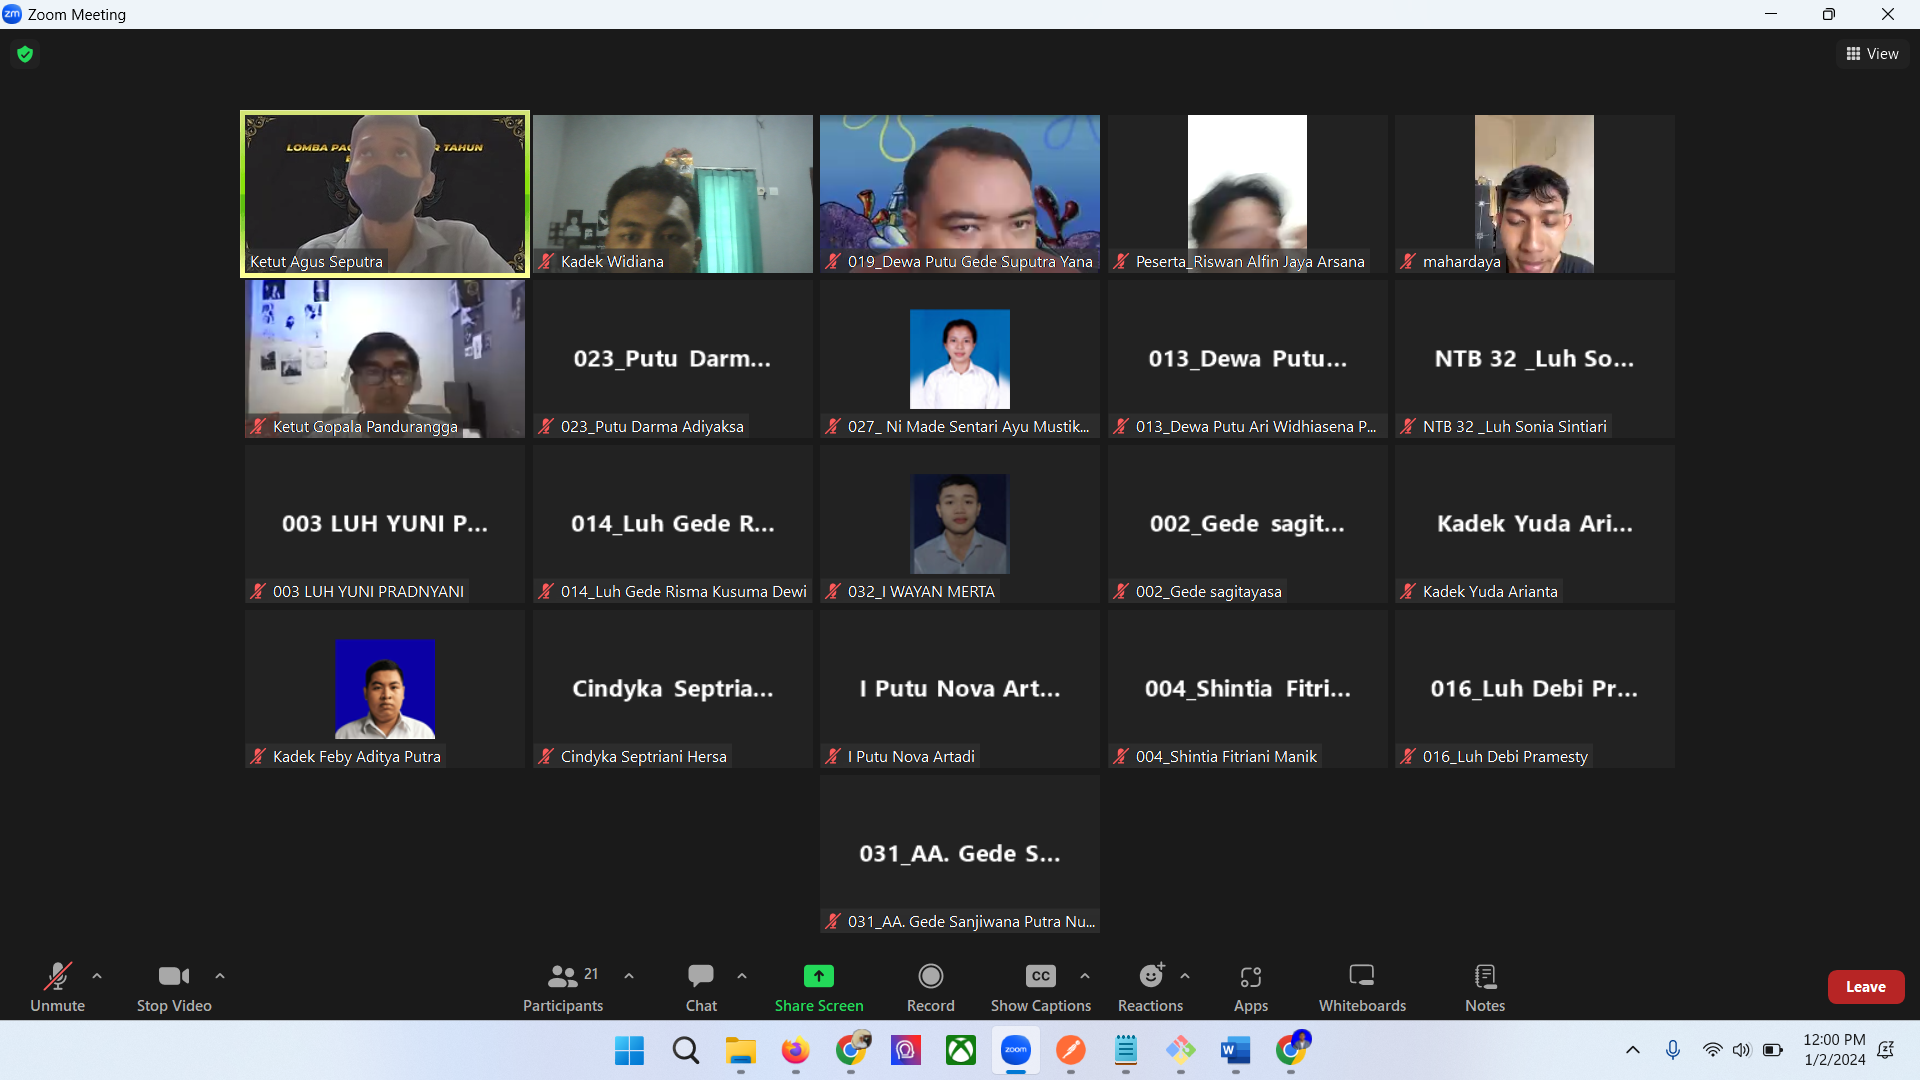 Zoom Meeting
View
LOMBA PA
R TAHUN
Ketut Agus Seputra
Kadek Widiana
019_Dewa Putu Gede Suputra Yana
Peserta_Riswan Alfin Jaya Arsana
mahardaya
Ketut Gopala Pandurangga
023_Putu Darm...
023_Putu Darma Adiyaksa
027_ Ni Made Sentari Ayu Mustik...
013_Dewa Putu...
013_Dewa Putu Ari Widhiasena P...
NTB 32 _Luh So...
NTB 32 _Luh Sonia Sintiari
003 LUH YUNI P...
003 LUH YUNI PRADNYANI
014_Luh Gede R...
014_Luh Gede Risma Kusuma Dewi
032_I WAYAN MERTA
002_Gede sagit...
002_Gede sagitayasa
Kadek Yuda Ari...
Kadek Yuda Arianta
Kadek Feby Aditya Putra
Cindyka Septria...
Cindyka Septriani Hersa
I Putu Nova Art...
I Putu Nova Artadi
004_Shintia Fitri...
004_Shintia Fitriani Manik
016_Luh Debi Pr...
016_Luh Debi Pramesty
031_AA. Gede S...
031_AA. Gede Sanjiwana Putra Nu...
Unmute
Stop Video
21
Participants
Chat
Share Screen
Record
CC
Show Captions
Reactions
Apps
Whiteboards
Notes
Leave
zoom
12:00 PM
1/2/2024